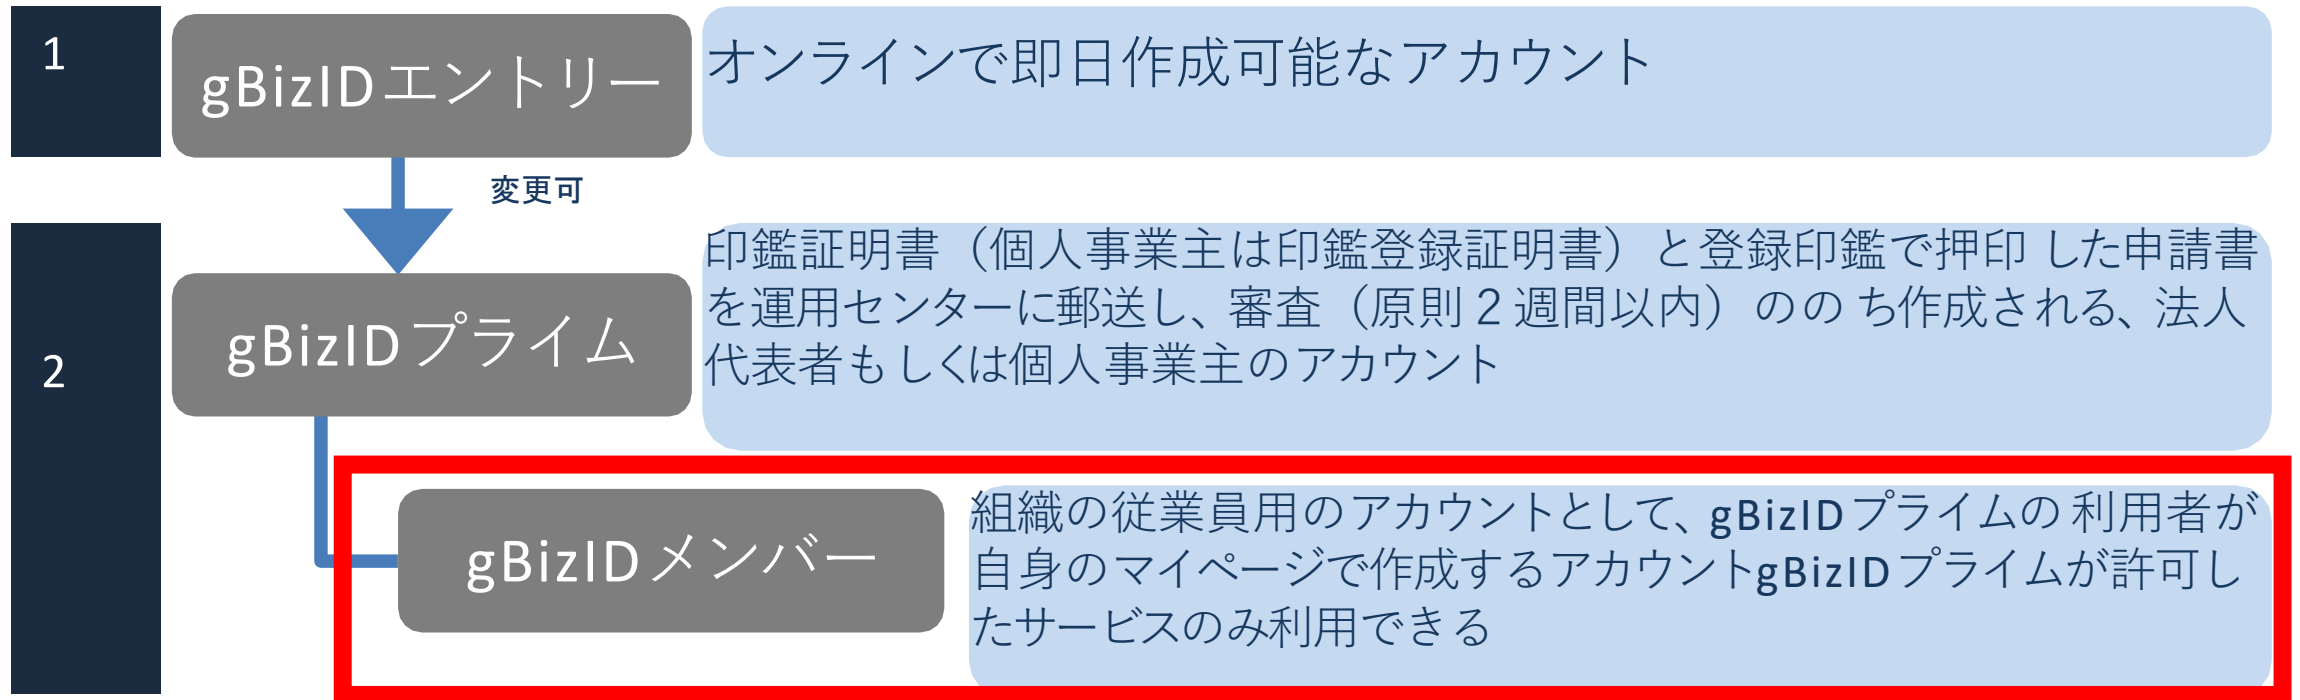 1
gBizIDエントリー
オンラインで即日作成可能なアカウント
変更可
2
gBizIDプライム
印鑑証明書（個人事業主は印鑑登録証明書）と登録印鑑で押印した申請書
を運用センターに郵送し、審査（原則２週間以内）ののち作成される、法人
代表者もしくは個人事業主のアカウント
gBizIDメンバー
組織の従業員用のアカウントとして、gBizIDプライムの利用者が
自身のマイページで作成するアカウントgBizIDプライムが許可し
たサービスのみ利用できる